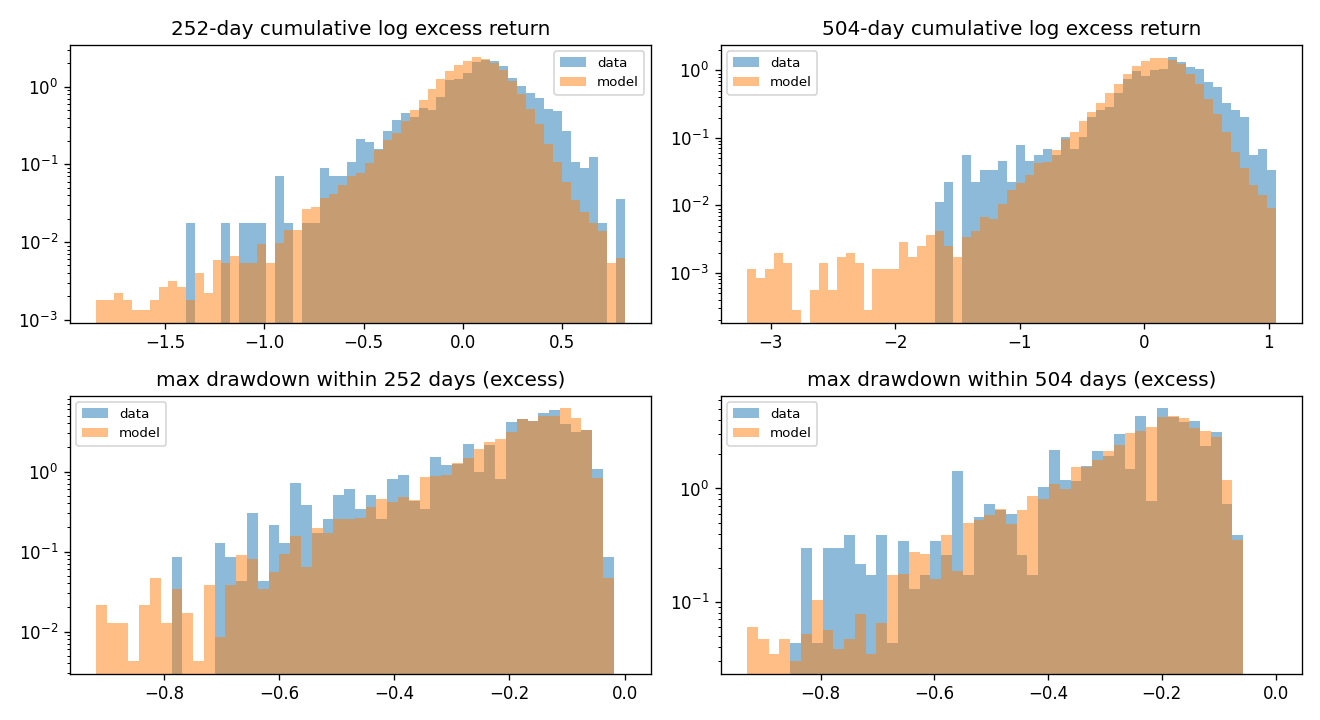 252-day cumulative log excess return
10⁰
10⁻¹
10⁻²
10⁻³
data
model
−1.5 −1.0 −0.5 0.0 0.5
504-day cumulative log excess return
10⁰
10⁻¹
10⁻²
10⁻³
data
model
−3 −2 −1 0 1
max drawdown within 252 days (excess)
10⁰
10⁻¹
10⁻²
data
model
−0.8 −0.6 −0.4 −0.2 0.0
max drawdown within 504 days (excess)
10⁰
10⁻¹
data
model
−0.8 −0.6 −0.4 −0.2 0.0